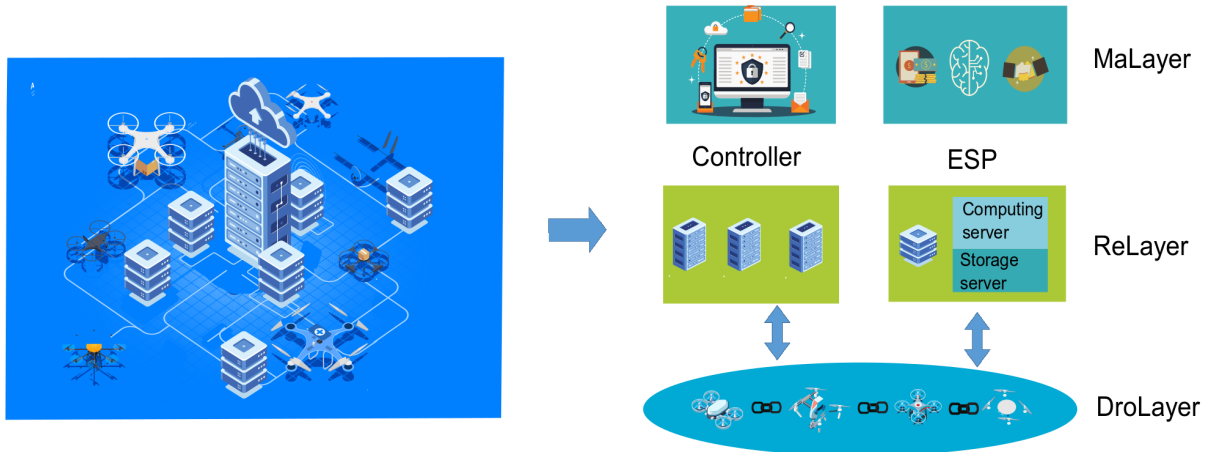 MaLayer
Controller
ESP
Computing
server
Storage
server
ReLayer
DroLayer